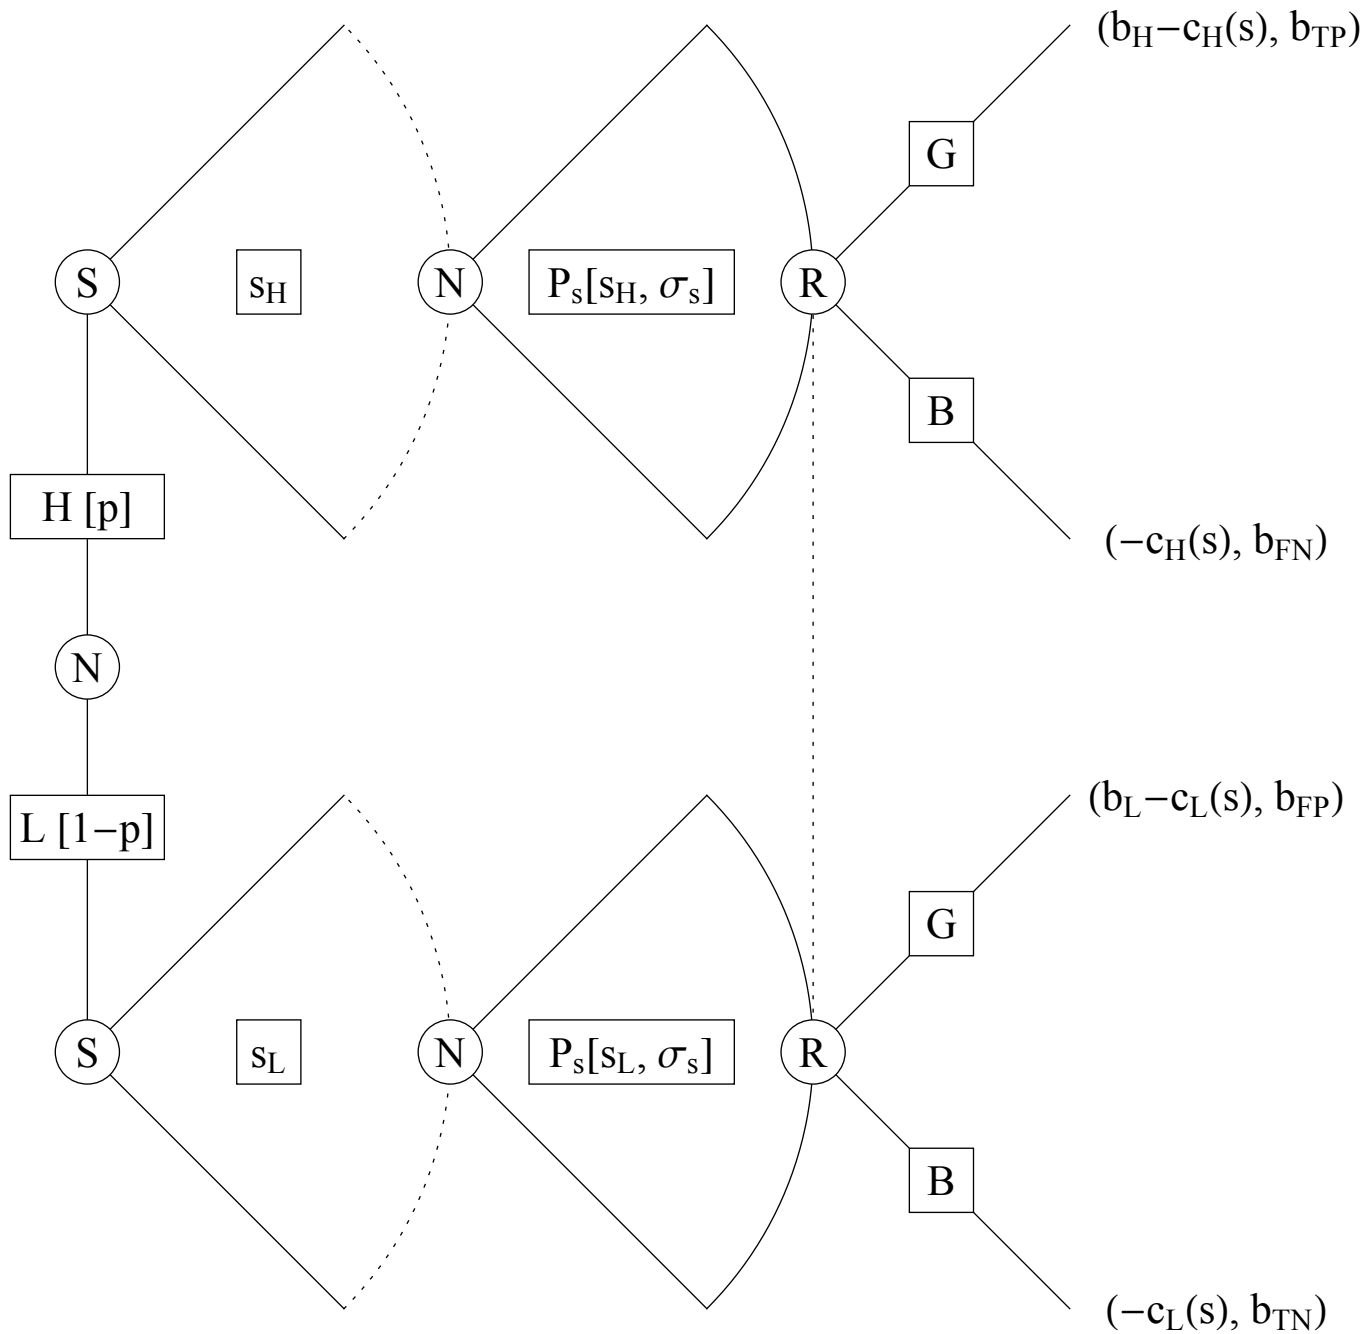 (b_H−c_H(s), b_TP)
G
S
s_H
N
P_s[s_H, σ_s]
R
B
H [p]
(−c_H(s), b_FN)
N
L [1−p]
(b_L−c_L(s), b_FP)
G
S
s_L
N
P_s[s_L, σ_s]
R
B
(−c_L(s), b_TN)